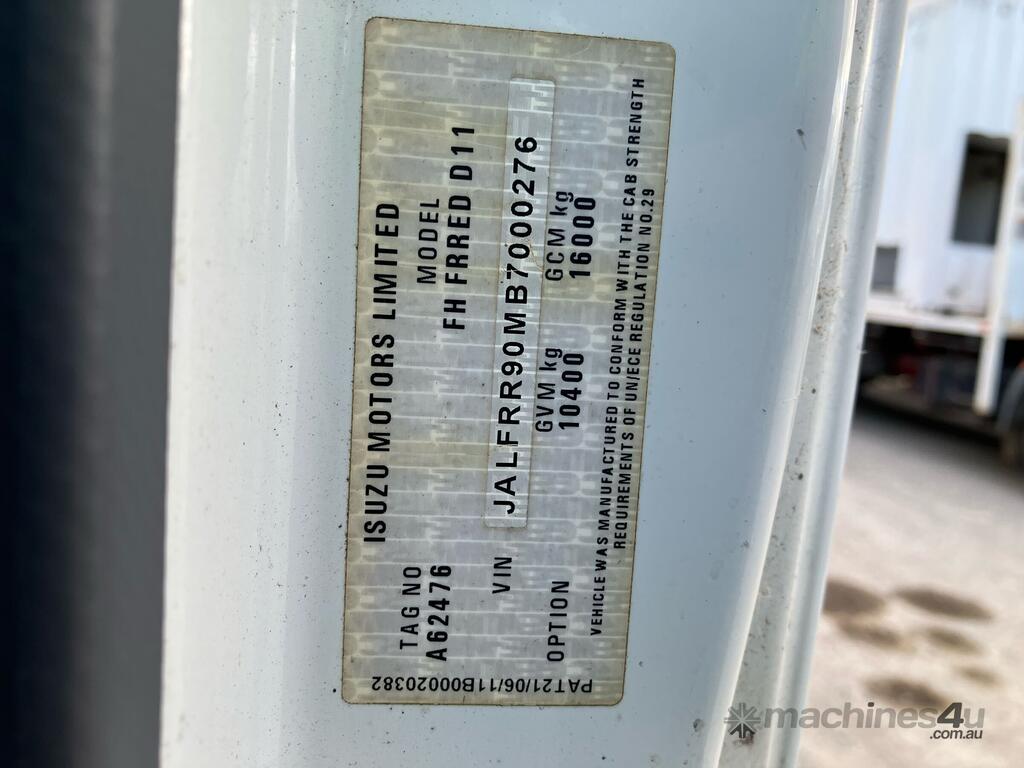 ISUZU MOTORS LIMITED
TAG NO
A62476
MODEL
FH FRRED D11
VIN JALFRR90MB7000276
OPTION
GVM kg
10400
GCM kg
16000
VEHICLE WAS MANUFACTURED TO CONFORM WITH THE CAB STRENGTH
REQUIREMENTS OF UN/ECE REGULATION NO.29
PAT21/06/11B00020382
machines4u
.com.au